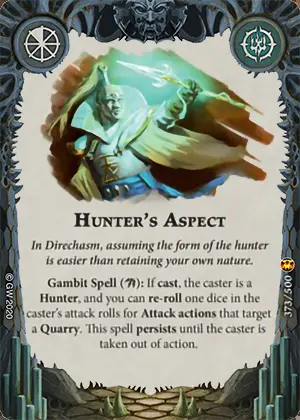 HUNTER'S ASPECT
In Direchasm, assuming the form of the hunter
is easier than retaining your own nature.
Gambit Spell (): If cast, the caster is a
Hunter, and you can re-roll one dice in the
caster's attack rolls for Attack actions that target
a Quarry. This spell persists until the caster is
taken out of action.
© GW 2020
373/500